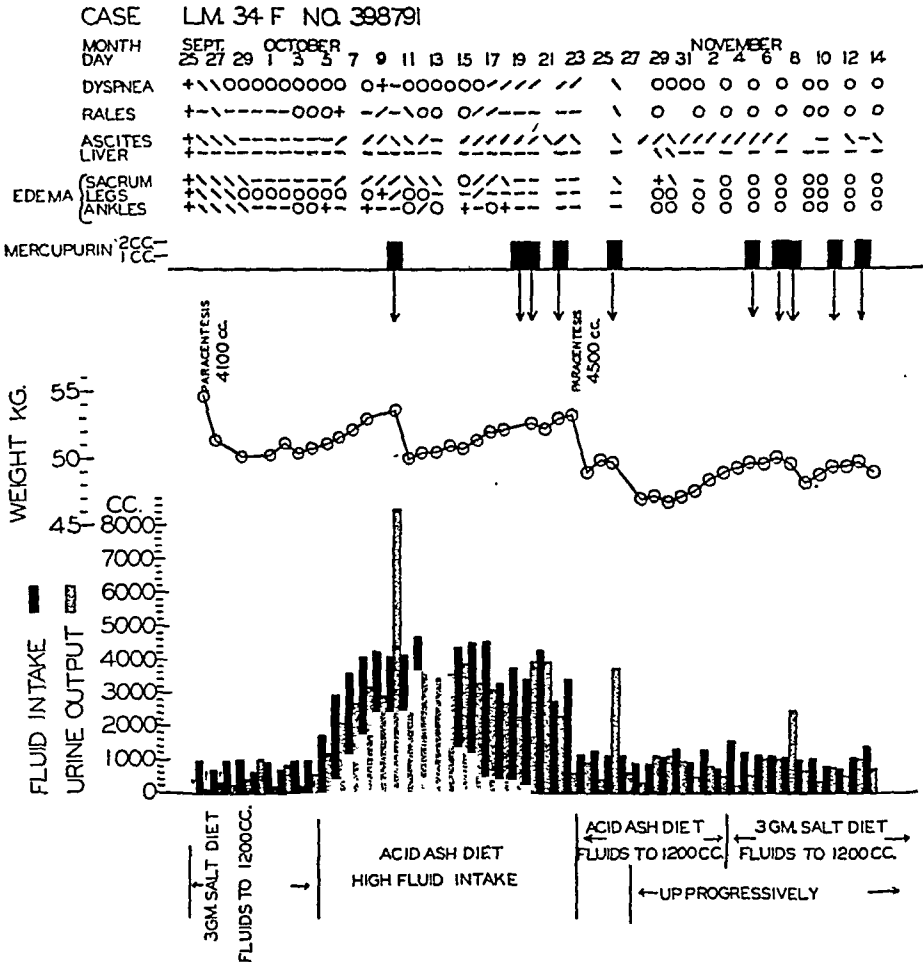 CASE L.M. 34 F NO. 398791
MONTH SEPT. OCTOBER NOVEMBER
DAY 25 27 29 1 3 5 7 9 11 13 15 17 19 21 23 25 27 29 31 2 4 6 8 10 12 14
DYSPNEA
RALES
ASCITES
LIVER
EDEMA
SACRUM
LEGS
ANKLES
MERCUPURIN 2CC.
1CC.
PARACENTESIS
4100 CC.
PARACENTESIS
4500 CC.
WEIGHT KG.
55
50
45
CC.
8000
7000
6000
5000
4000
3000
2000
1000
0
FLUID INTAKE
URINE OUTPUT
3GM. SALT DIET
FLUIDS TO 1200CC.
ACID ASH DIET
HIGH FLUID INTAKE
ACID ASH DIET
FLUIDS TO 1200CC.
3GM. SALT DIET
FLUIDS TO 1200CC.
UP PROGRESSIVELY